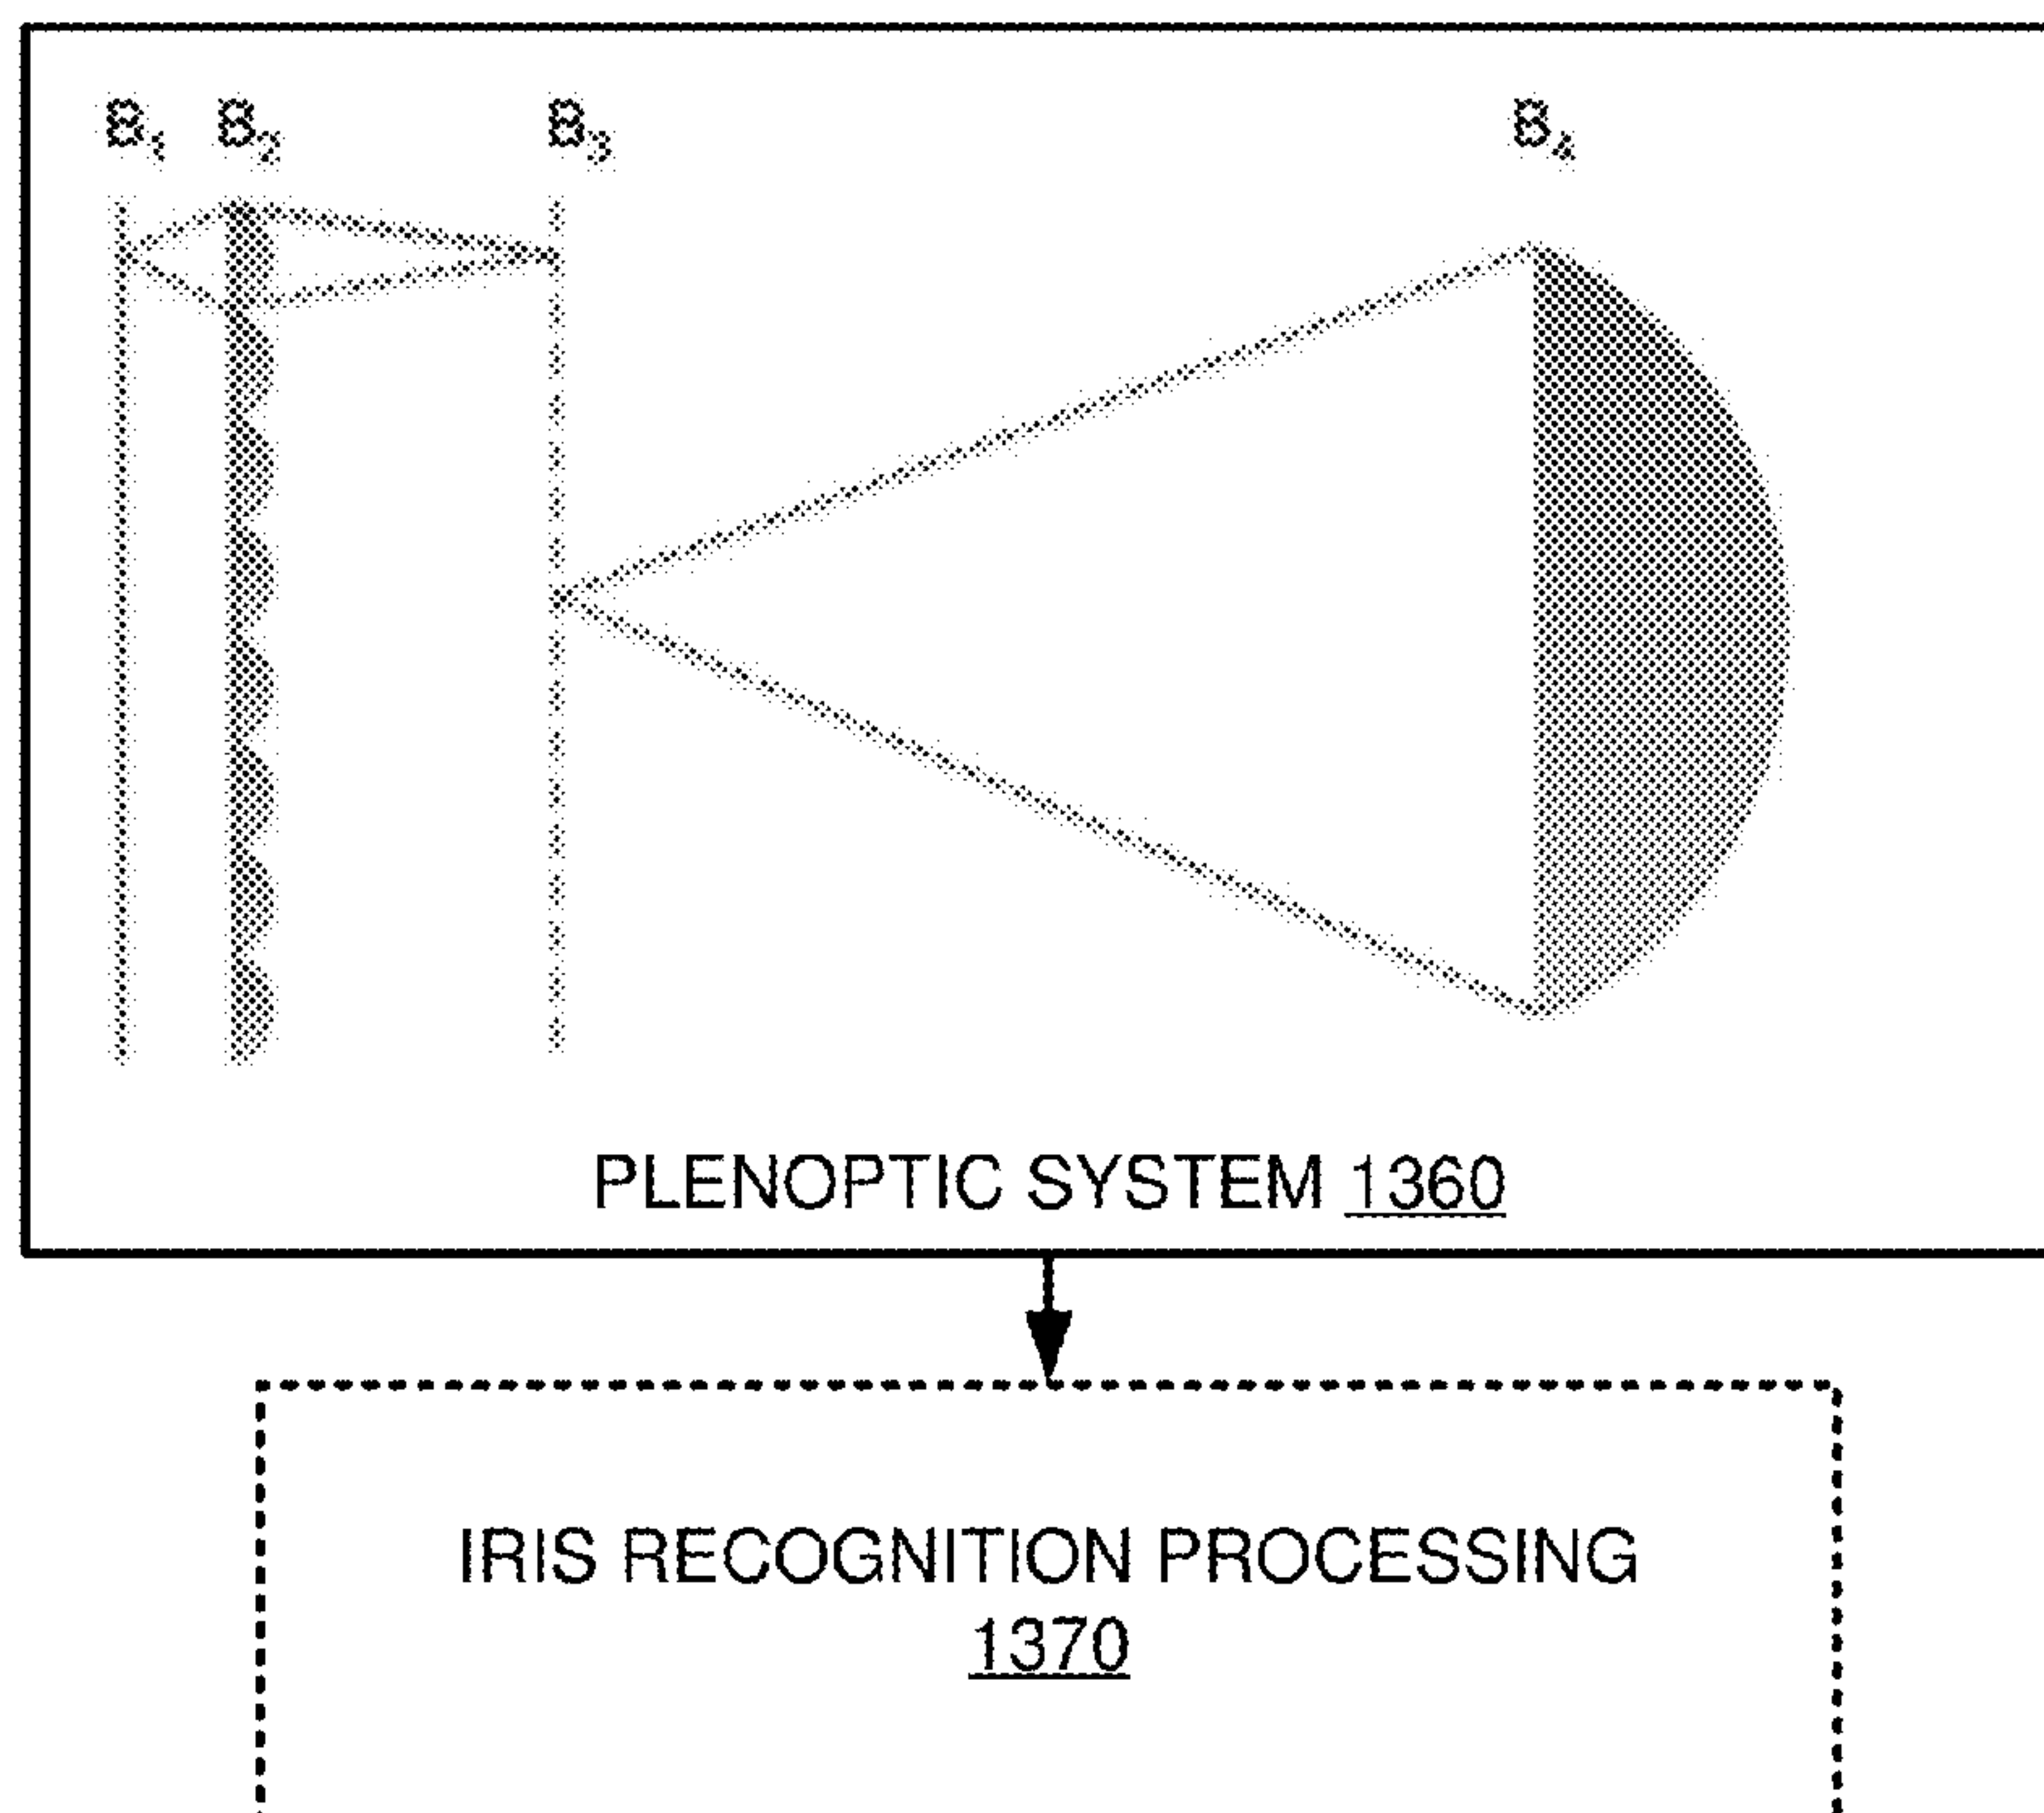 B1 B2 B3 B4
PLENOPTIC SYSTEM 1360
IRIS RECOGNITION PROCESSING
1370